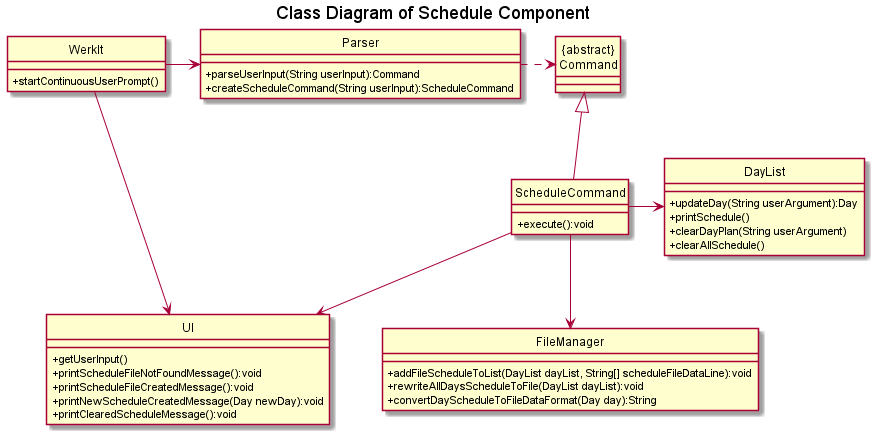 Class Diagram of Schedule Component
WerkIt
+startContinuousUserPrompt()
Parser
+parseUserInput(String userInput):Command
+createScheduleCommand(String userInput):ScheduleCommand
{abstract}
Command
ScheduleCommand
+execute():void
DayList
+updateDay(String userArgument):Day
+printSchedule()
+clearDayPlan(String userArgument)
+clearAllSchedule()
UI
+getUserInput()
+printScheduleFileNotFoundMessage():void
+printScheduleFileCreatedMessage():void
+printNewScheduleCreatedMessage(Day newDay):void
+printClearedScheduleMessage():void
FileManager
+addFileScheduleToList(DayList dayList, String[] scheduleFileDataLine):void
+rewriteAllDaysScheduleToFile(DayList dayList):void
+convertDayScheduleToFileDataFormat(Day day):String